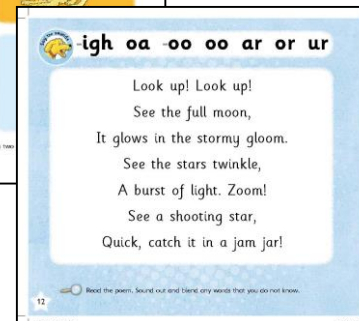 -igh oa -oo oo ar or ur
Look up! Look up!
See the full moon,
It glows in the stormy gloom.
See the stars twinkle,
A burst of light. Zoom!
See a shooting star,
Quick, catch it in a jam jar!
Read the poem. Sound out and blend any words that you do not know.
12